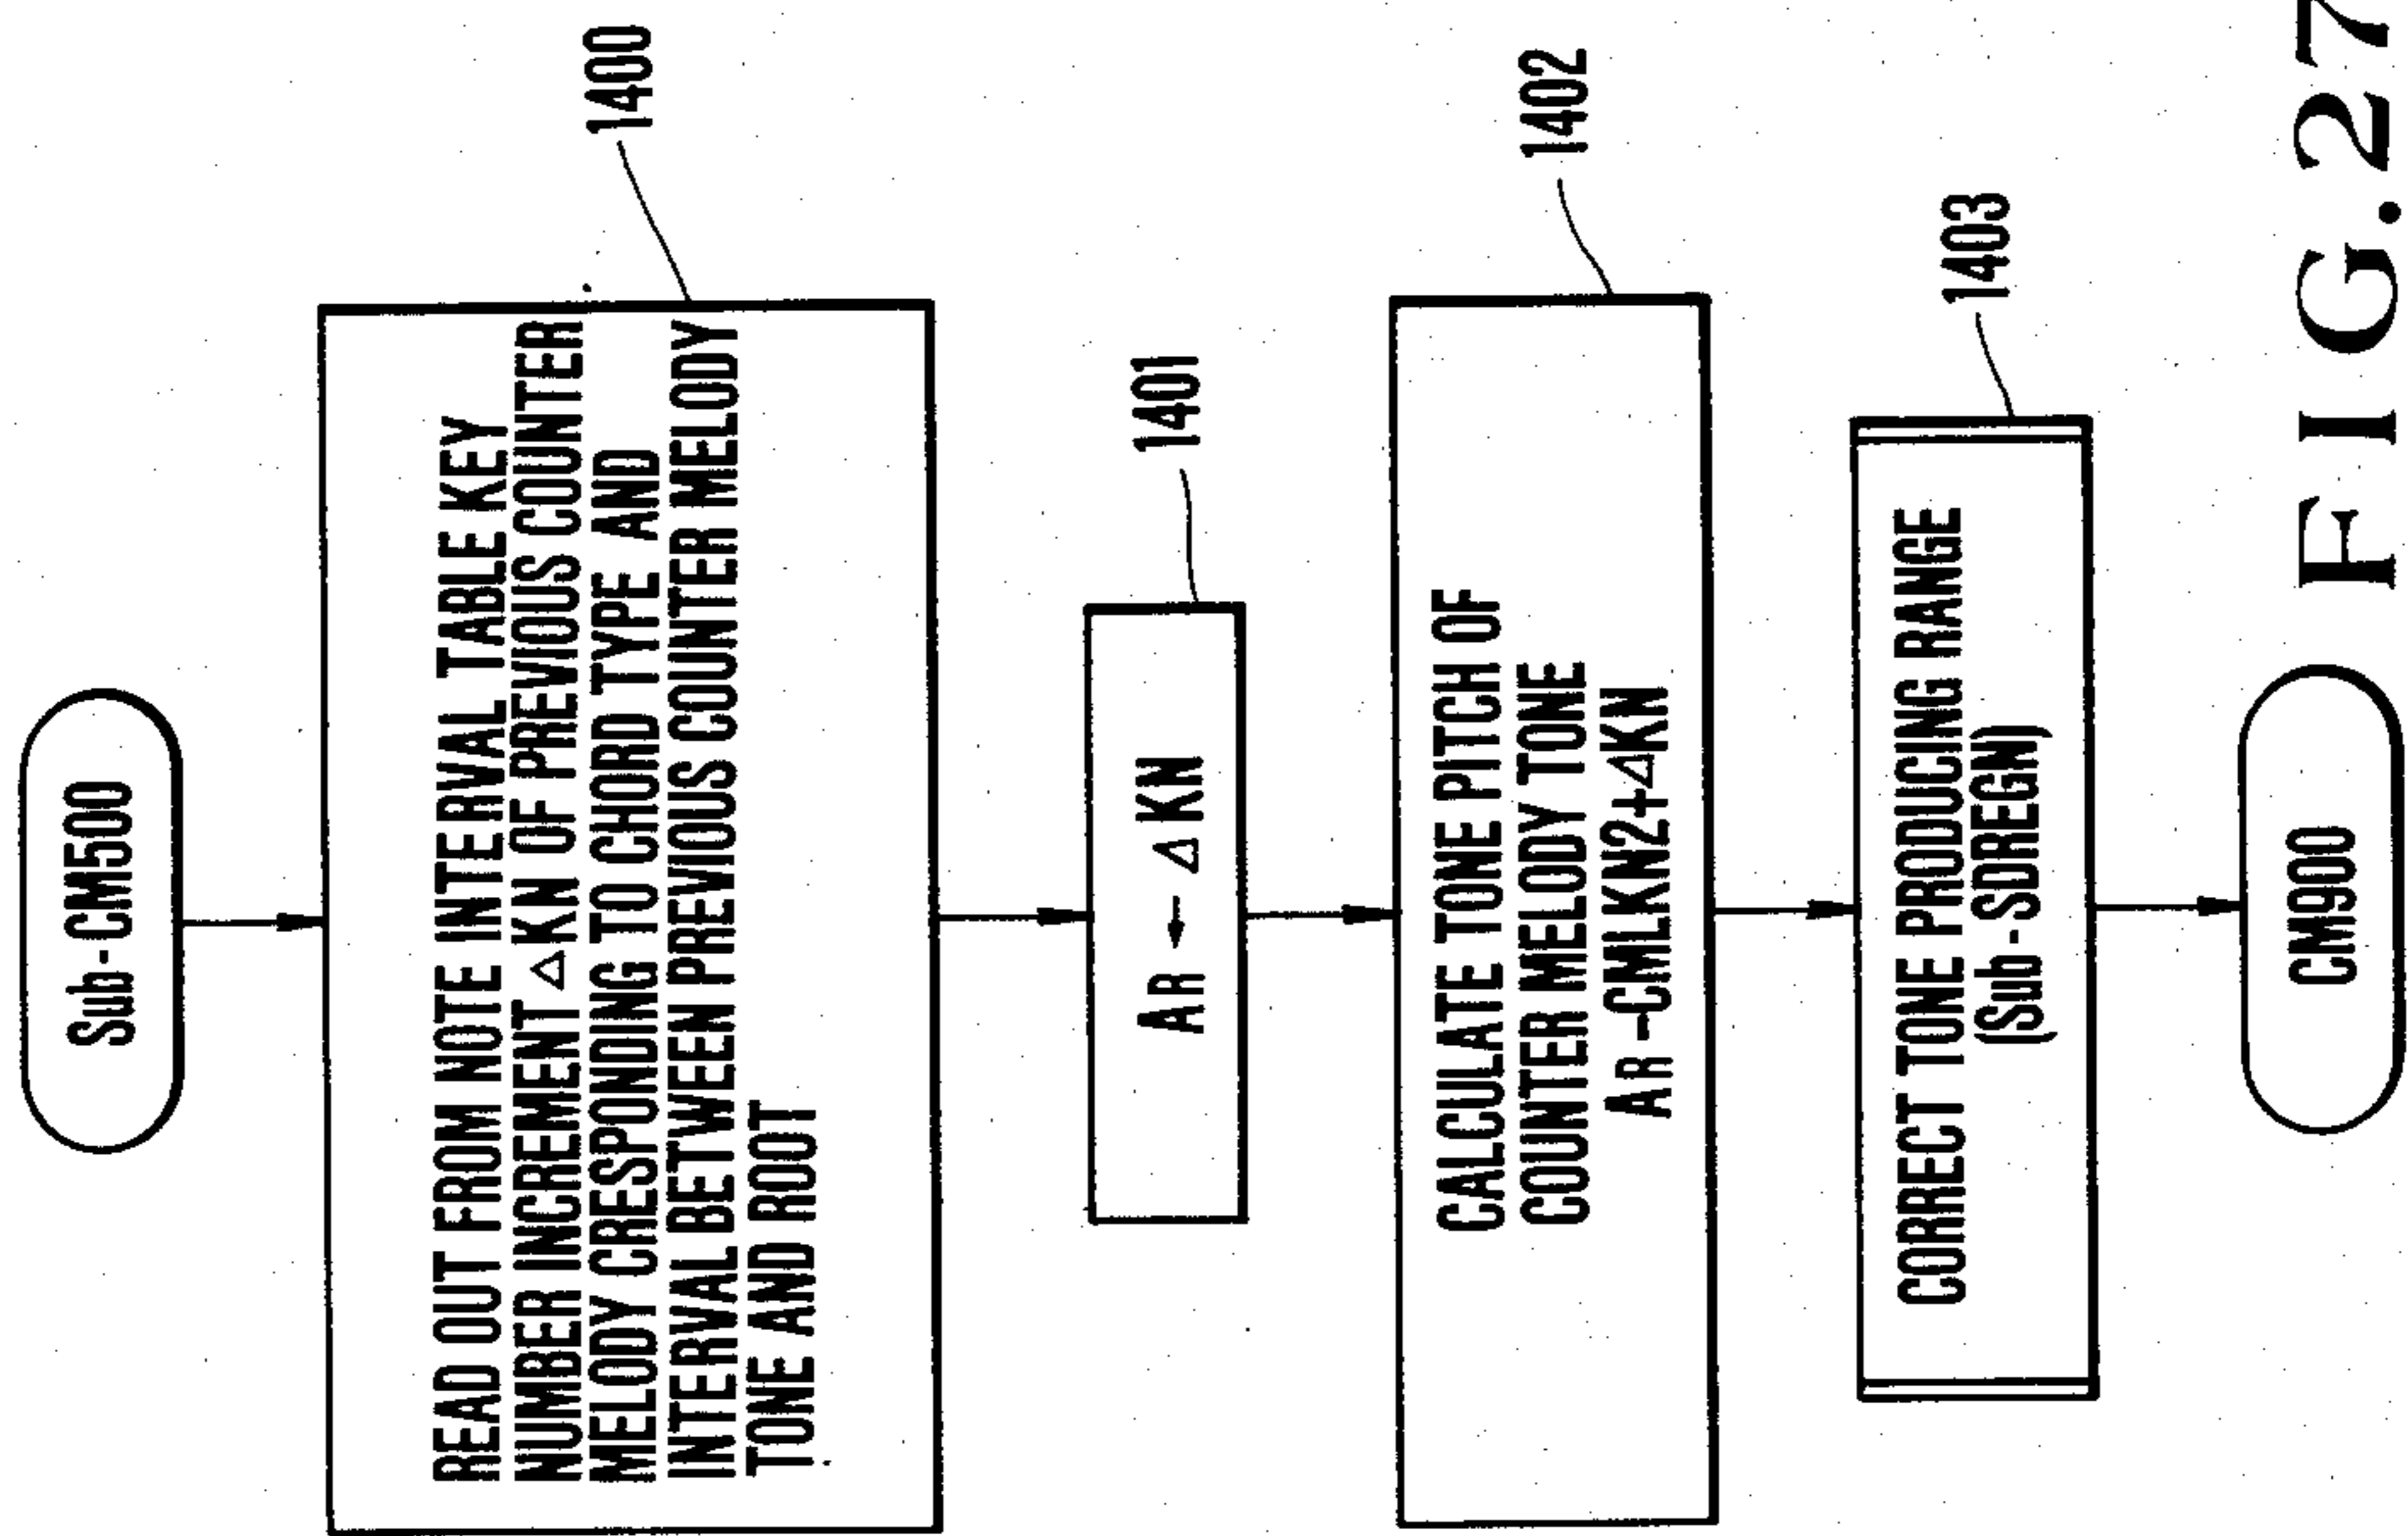 Sub-CM500
READ OUT FROM NOTE INTERVAL TABLE KEY
NUMBER INCREMENT △KN OF PREVIOUS COUNTER
MELODY CRESPONDING TO CHORD TYPE AND
INTERVAL BETWEEN PREVIOUS COUNTER MELODY
TONE AND ROOT
1400
AR ← △KN
1401
CALCULATE TONE PITCH OF
COUNTER MELODY TONE
AR-CMLKN2+△KN
1402
CORRECT TONE PRODUCING RANGE
(Sub-SDREGN)
1403
CM900
FIG.27